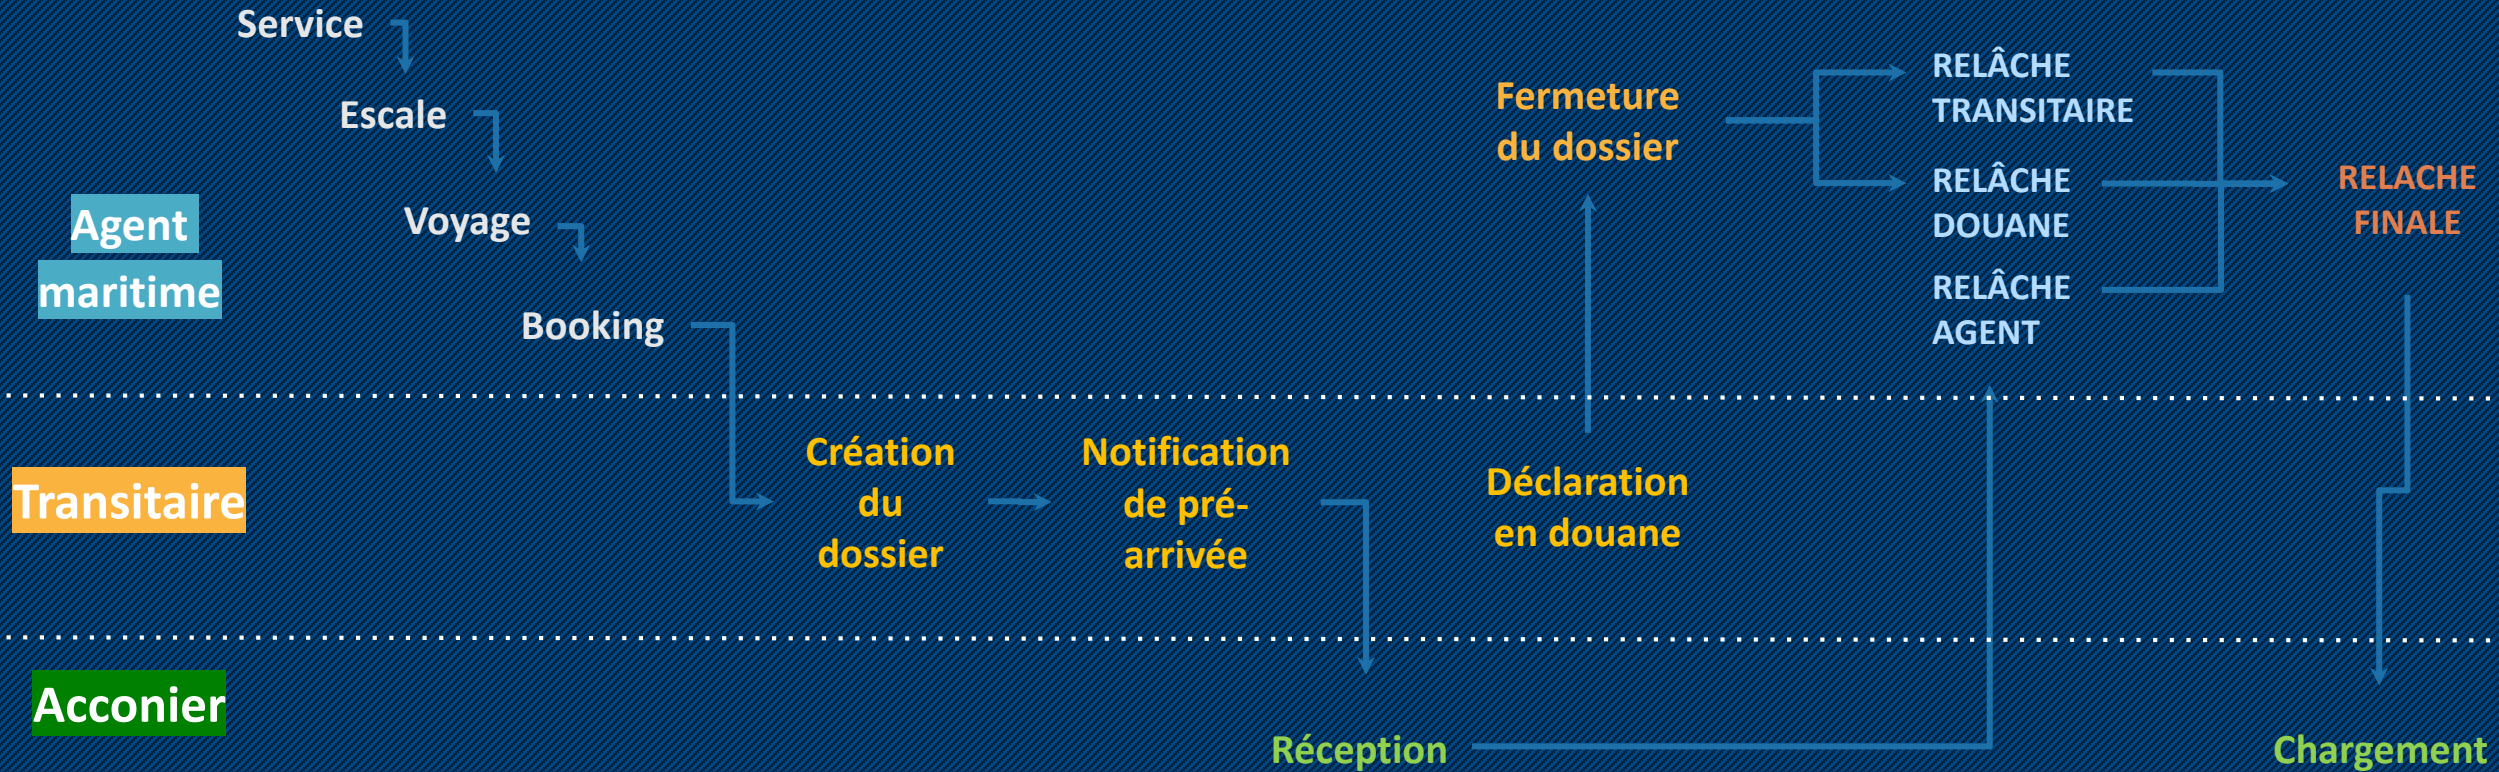 Service
Escale
Voyage
Booking
Agent
maritime
Fermeture
du dossier
RELÂCHE
TRANSITAIRE
RELÂCHE
DOUANE
RELÂCHE
AGENT
RELACHE
FINALE
Transitaire
Création
du
dossier
Notification
de pré-
arrivée
Déclaration
en douane
Acconier
Réception
Chargement